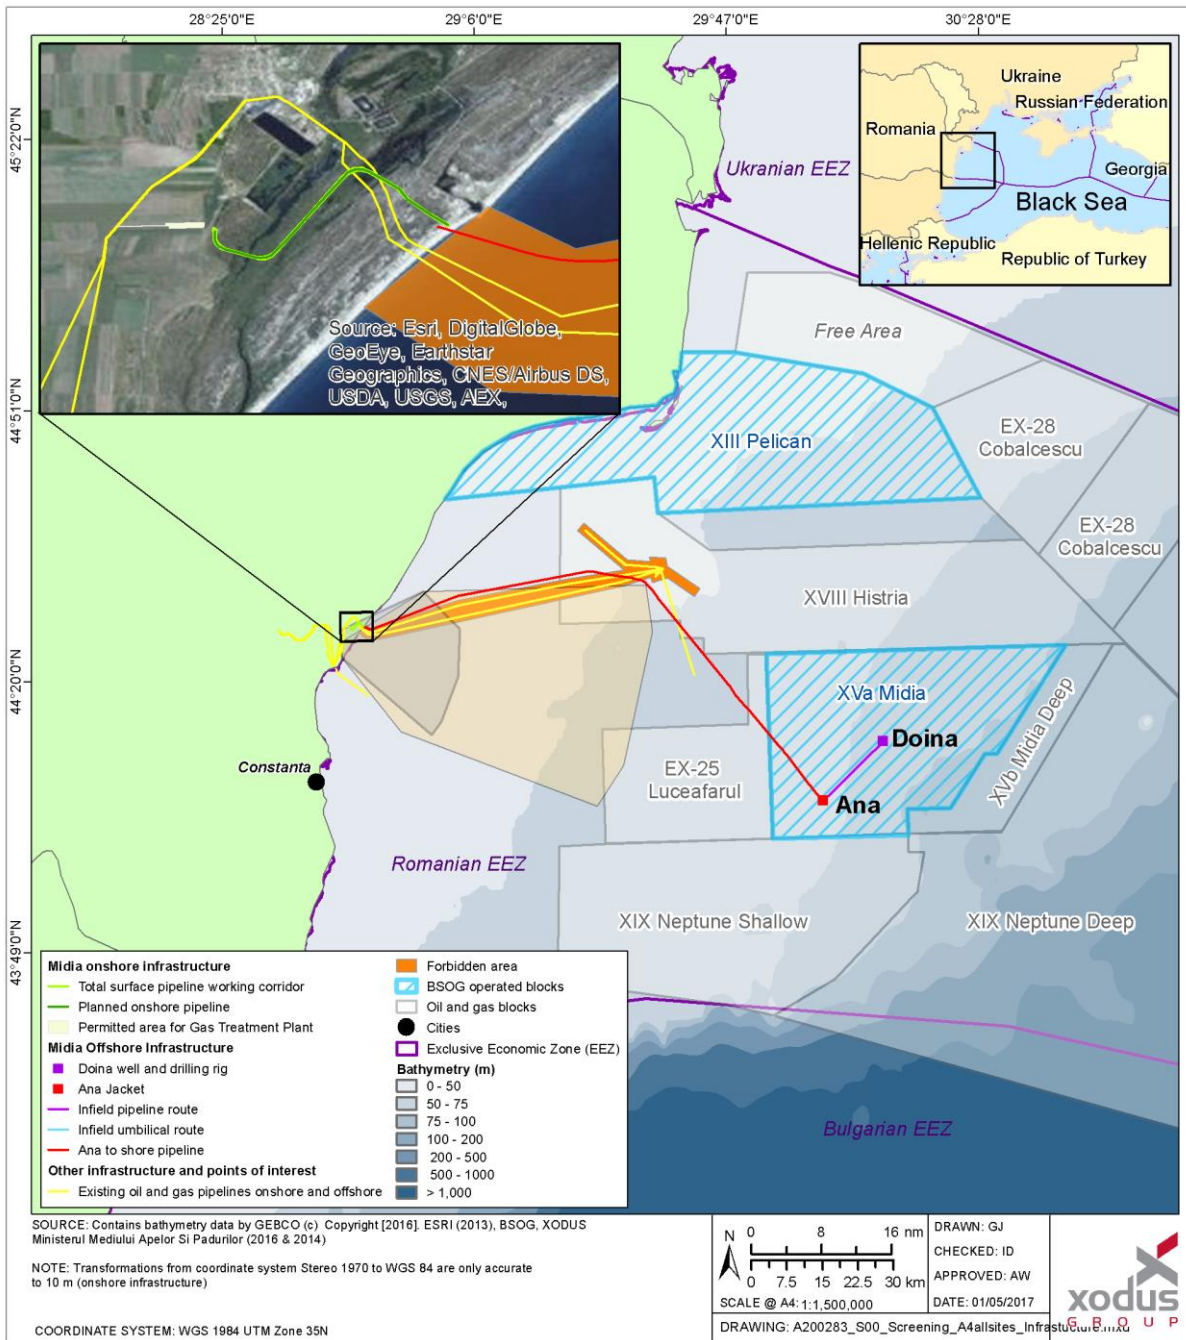 28°25'0"E
29°6'0"E
29°47'0"E
30°28'0"E
45°22'0"N
44°51'0"N
44°20'0"N
43°49'0"N
Source: Esri, DigitalGlobe,
GeoEye, Earthstar
Geographics, CNES/Airbus DS,
USDA, USGS, AEX,
Ukraine
Russian Federation
Romania
Georgia
Black Sea
Hellenic Republic
Republic of Turkey
Ukranian EEZ
Free Area
XIII Pelican
EX-28
Cobalcescu
EX-28
Cobalcescu
XVIII Histria
XVa Midia
Doina
XVb Midia Deep
EX-25
Luceafarul
Ana
Constanta
Romanian EEZ
XIX Neptune Shallow
XIX Neptune Deep
Bulgarian EEZ
Midia onshore infrastructure
Total surface pipeline working corridor
Planned onshore pipeline
Permitted area for Gas Treatment Plant
Midia Offshore Infrastructure
Doina well and drilling rig
Ana Jacket
Infield pipeline route
Infield umbilical route
Ana to shore pipeline
Other infrastructure and points of interest
Existing oil and gas pipelines onshore and offshore
Forbidden area
BSOG operated blocks
Oil and gas blocks
Cities
Exclusive Economic Zone (EEZ)
Bathymetry (m)
0 - 50
50 - 75
75 - 100
100 - 200
200 - 500
500 - 1000
> 1,000
SOURCE: Contains bathymetry data by GEBCO (c) Copyright [2016]. ESRI (2013), BSOG, XODUS
Ministerul Mediului Apelor Si Padurilor (2016 & 2014)
NOTE: Transformations from coordinate system Stereo 1970 to WGS 84 are only accurate
to 10 m (onshore infrastructure)
COORDINATE SYSTEM: WGS 1984 UTM Zone 35N
N
0 8 16 nm
0 7.5 15 22.5 30 km
SCALE @ A4: 1:1,500,000
DRAWN: GJ
CHECKED: ID
APPROVED: AW
DATE: 01/05/2017
DRAWING: A200283_S00_Screening_A4allsites_Infrastucture.mxd
xodus
GROUP